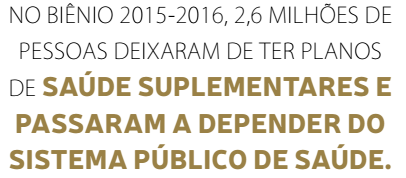 NO BIÊNIO 2015-2016, 2,6 MILHÕES DE
PESSOAS DEIXARAM DE TER PLANOS
DE SAÚDE SUPLEMENTARES E
PASSARAM A DEPENDER DO
SISTEMA PÚBLICO DE SAÚDE.